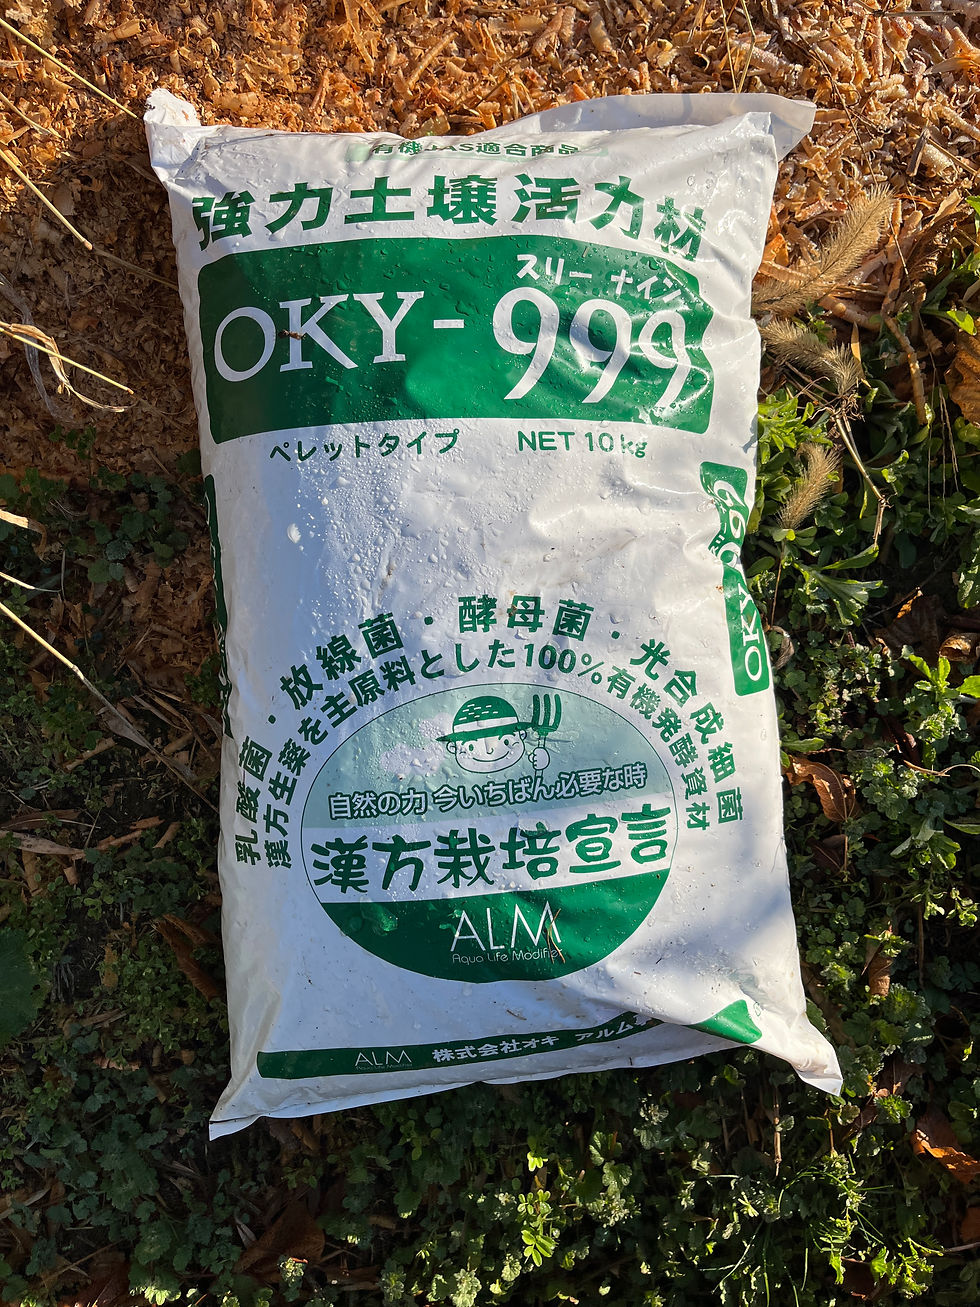 有機JAS適合商品
強力土壌活力材
スリー ナイン
OKY-999
ペレットタイプ NET 10kg
乳酸菌・放線菌・酵母菌・光合成細菌
漢方生薬を主原料とした100%有機発酵資材
自然の力 今いちばん必要な時
漢方栽培宣言
ALM
Aqua Life Modifier
ALM 株式会社オキ アルム
OKY-999